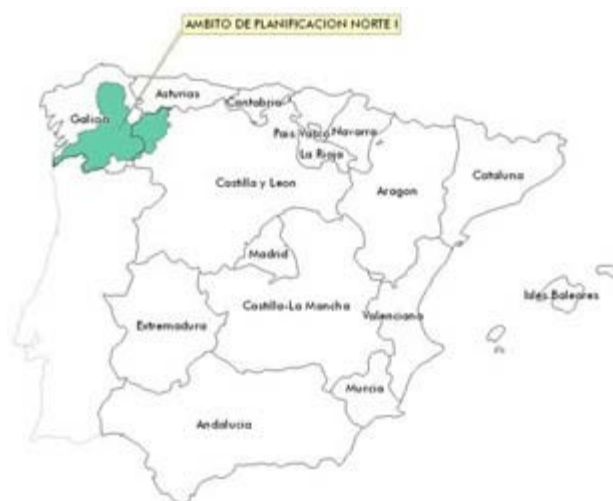 AMBITO DE PLANIFICACION NORTE I
Asturias
Cantabria
Galicia
Pais Vasco
Navarra
La Rioja
Castilla y Leon
Aragon
Cataluna
Madrid
Islas Baleares
Castilla-La Mancha
Valenciana
Extremadura
Murcia
Andalucia